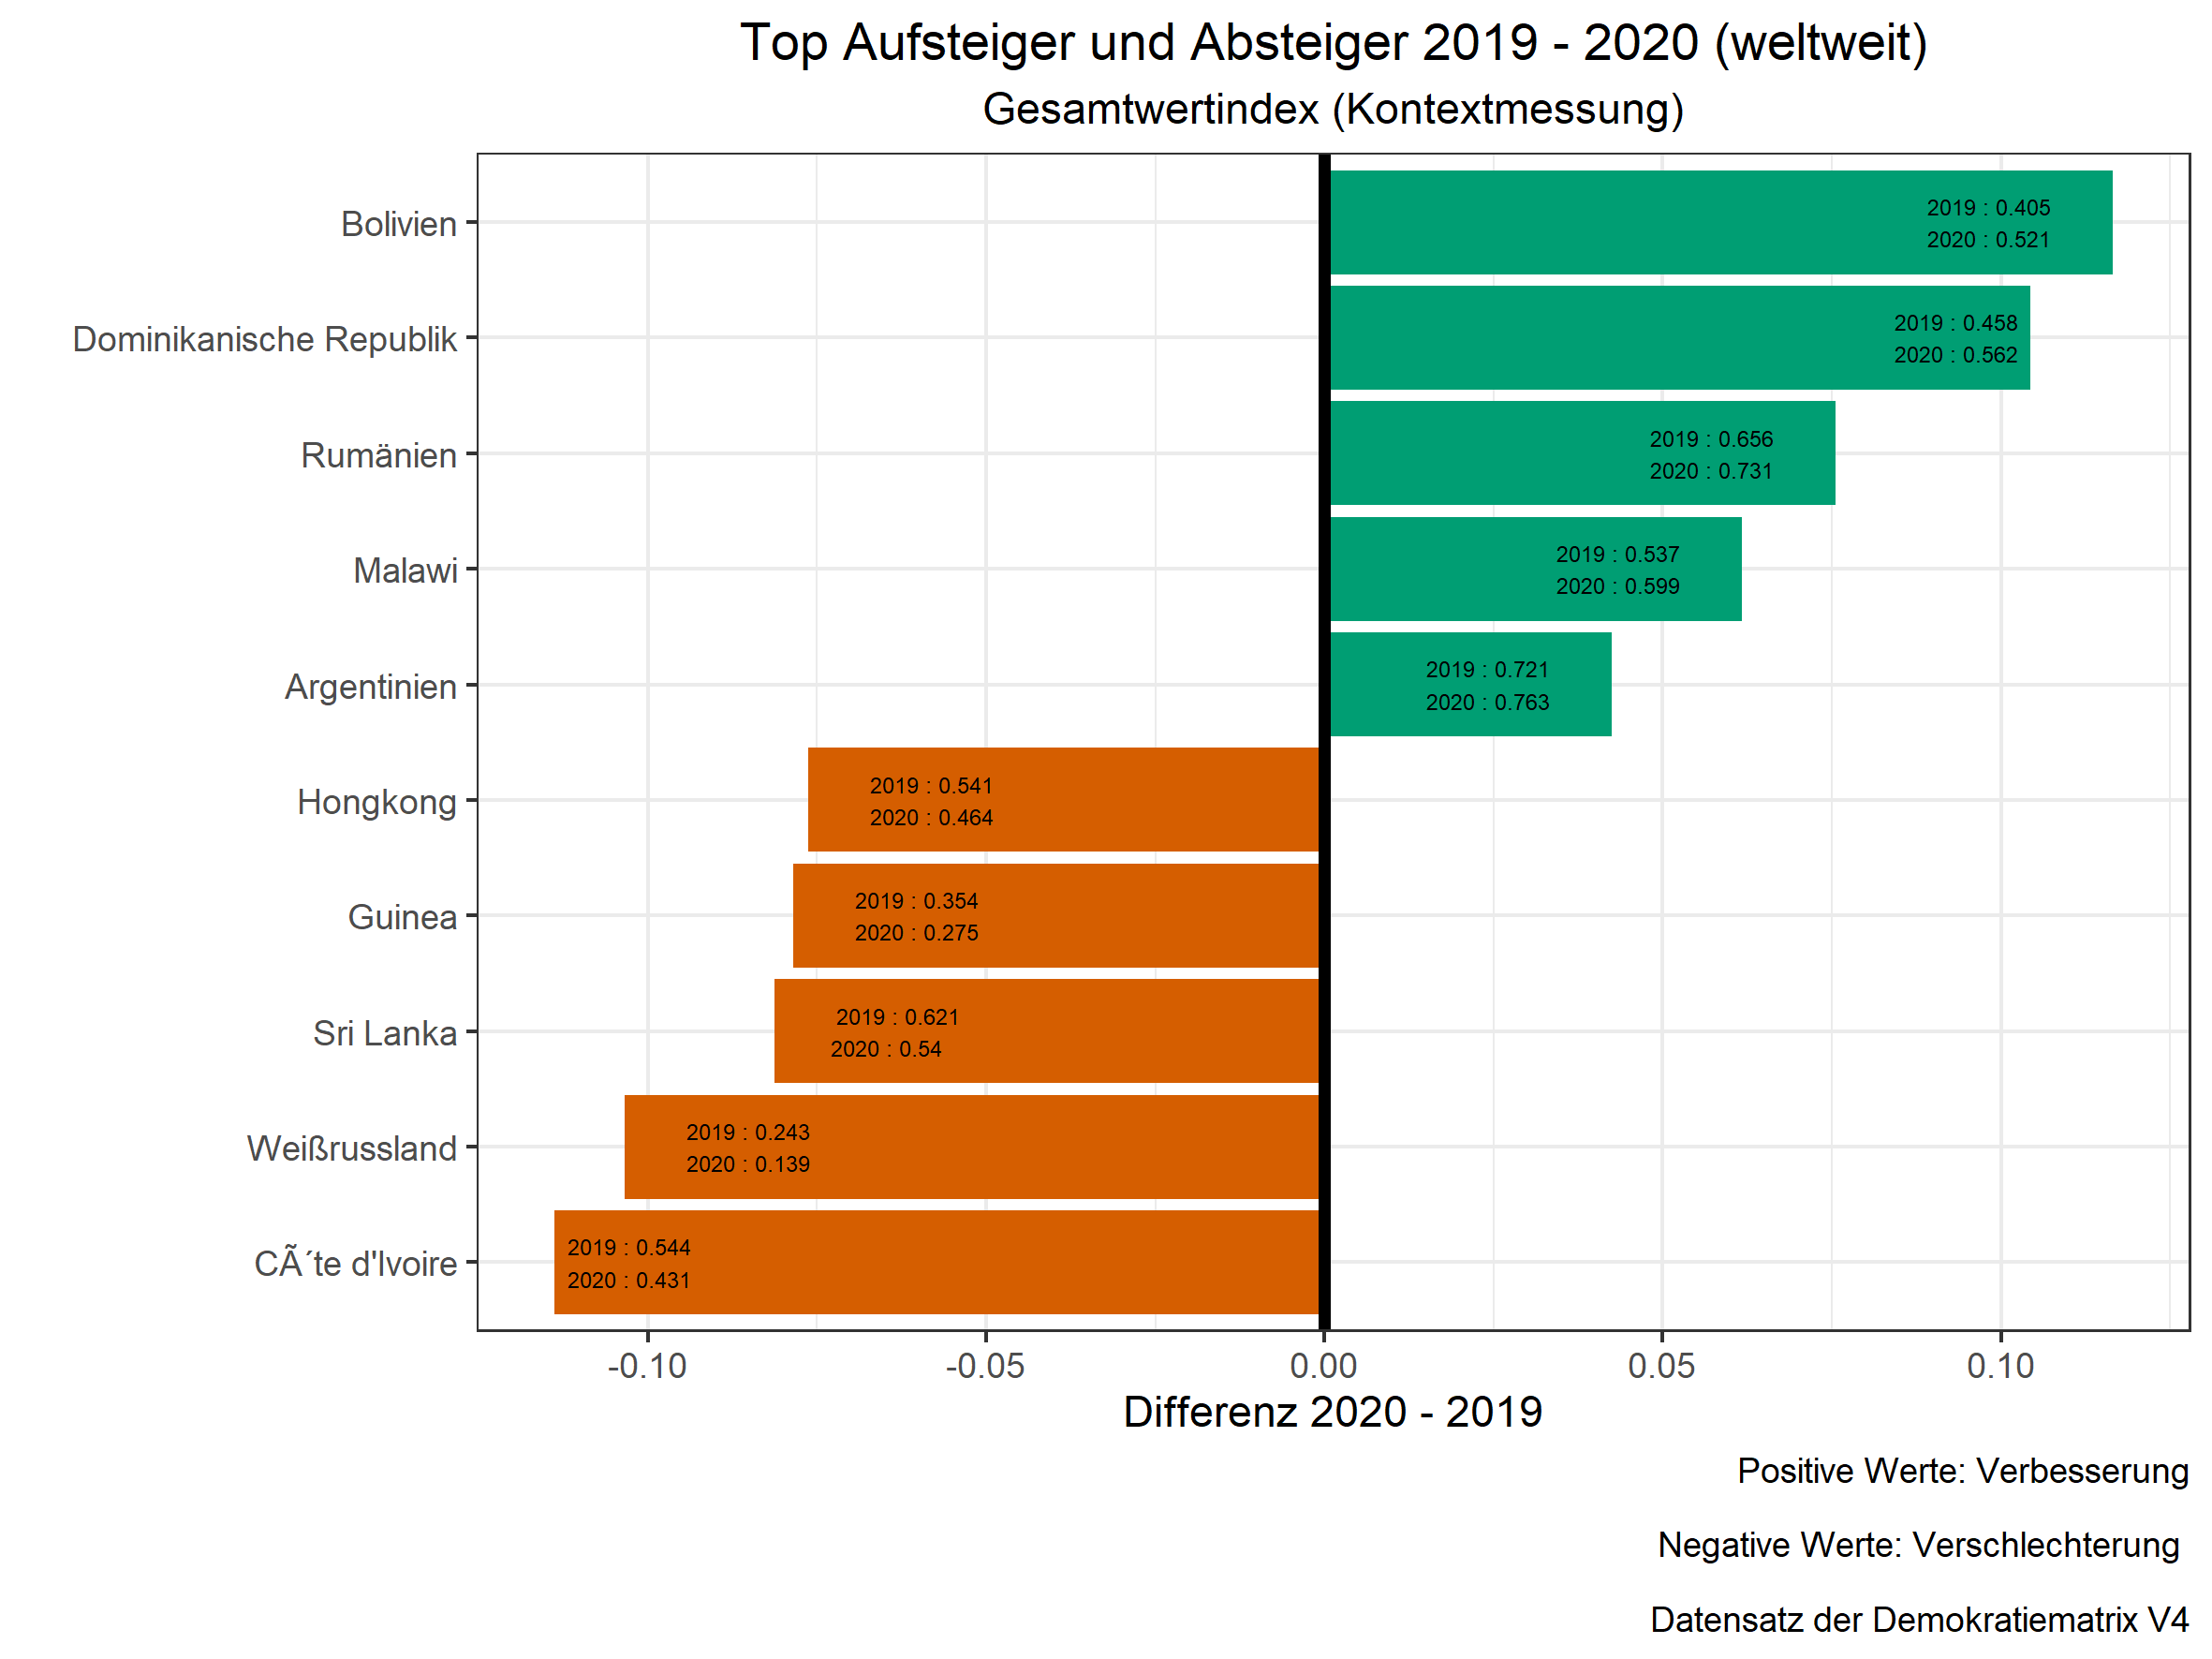 Top Aufsteiger und Absteiger 2019 - 2020 (weltweit)
Gesamtwertindex (Kontextmessung)
Bolivien
2019 : 0.405
2020 : 0.521
Dominikanische Republik
2019 : 0.458
2020 : 0.562
Rumänien
2019 : 0.656
2020 : 0.731
Malawi
2019 : 0.537
2020 : 0.599
Argentinien
2019 : 0.721
2020 : 0.763
Hongkong
2019 : 0.541
2020 : 0.464
Guinea
2019 : 0.354
2020 : 0.275
Sri Lanka
2019 : 0.621
2020 : 0.54
Weißrussland
2019 : 0.243
2020 : 0.139
CÃ´te d'Ivoire
2019 : 0.544
2020 : 0.431
-0.10 -0.05 0.00 0.05 0.10
Differenz 2020 - 2019
Positive Werte: Verbesserung
Negative Werte: Verschlechterung
Datensatz der Demokratiematrix V4